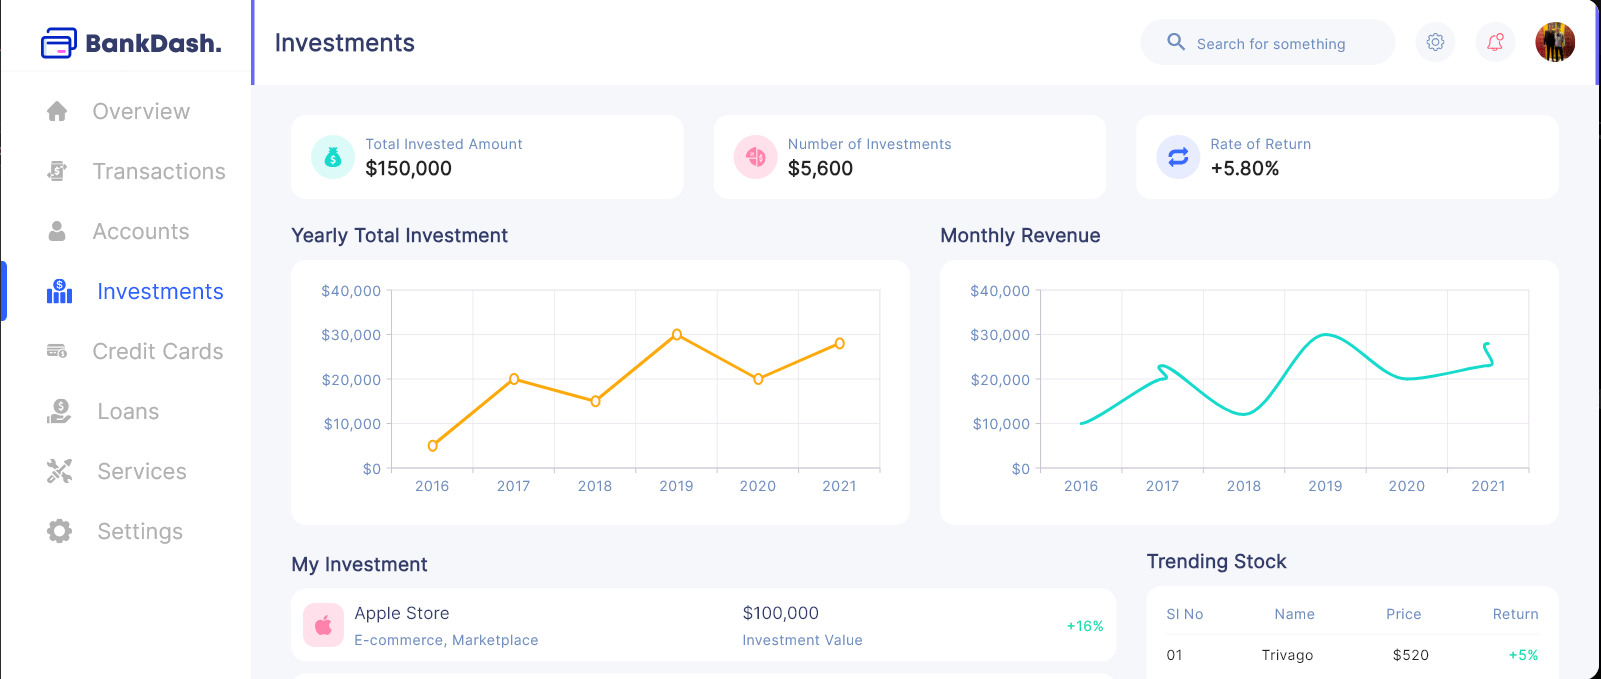 BankDash.
Investments
Search for something
Overview
Transactions
Accounts
Investments
Credit Cards
Loans
Services
Settings
Total Invested Amount
$150,000
Number of Investments
$5,600
Rate of Return
+5.80%
Yearly Total Investment
$40,000
$30,000
$20,000
$10,000
$0
2016 2017 2018 2019 2020 2021
Monthly Revenue
$40,000
$30,000
$20,000
$10,000
$0
2016 2017 2018 2019 2020 2021
My Investment
Apple Store
E-commerce, Marketplace
$100,000
Investment Value
+16%
Trending Stock
SI No Name Price Return
01 Trivago $520 +5%